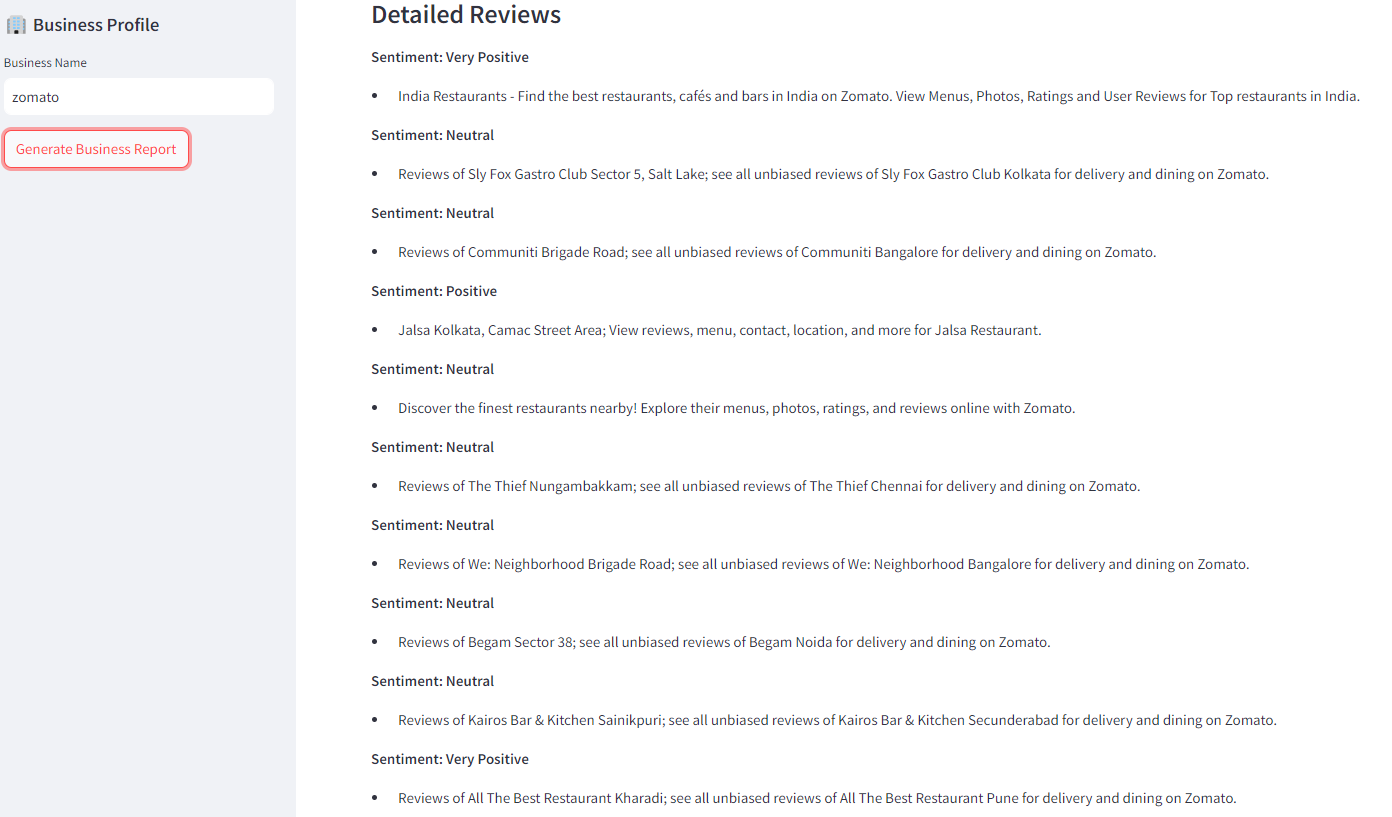 Business Profile
Business Name
zomato
Generate Business Report
Detailed Reviews
Sentiment: Very Positive
• India Restaurants - Find the best restaurants, cafés and bars in India on Zomato. View Menus, Photos, Ratings and User Reviews for Top restaurants in India.
Sentiment: Neutral
• Reviews of Sly Fox Gastro Club Sector 5, Salt Lake; see all unbiased reviews of Sly Fox Gastro Club Kolkata for delivery and dining on Zomato.
Sentiment: Neutral
• Reviews of Communiti Brigade Road; see all unbiased reviews of Communiti Bangalore for delivery and dining on Zomato.
Sentiment: Positive
• Jalsa Kolkata, Camac Street Area; View reviews, menu, contact, location, and more for Jalsa Restaurant.
Sentiment: Neutral
• Discover the finest restaurants nearby! Explore their menus, photos, ratings, and reviews online with Zomato.
Sentiment: Neutral
• Reviews of The Thief Nungambakkam; see all unbiased reviews of The Thief Chennai for delivery and dining on Zomato.
Sentiment: Neutral
• Reviews of We: Neighborhood Brigade Road; see all unbiased reviews of We: Neighborhood Bangalore for delivery and dining on Zomato.
Sentiment: Neutral
• Reviews of Begam Sector 38; see all unbiased reviews of Begam Noida for delivery and dining on Zomato.
Sentiment: Neutral
• Reviews of Kairos Bar & Kitchen Sainikpuri; see all unbiased reviews of Kairos Bar & Kitchen Secunderabad for delivery and dining on Zomato.
Sentiment: Very Positive
• Reviews of All The Best Restaurant Kharadi; see all unbiased reviews of All The Best Restaurant Pune for delivery and dining on Zomato.